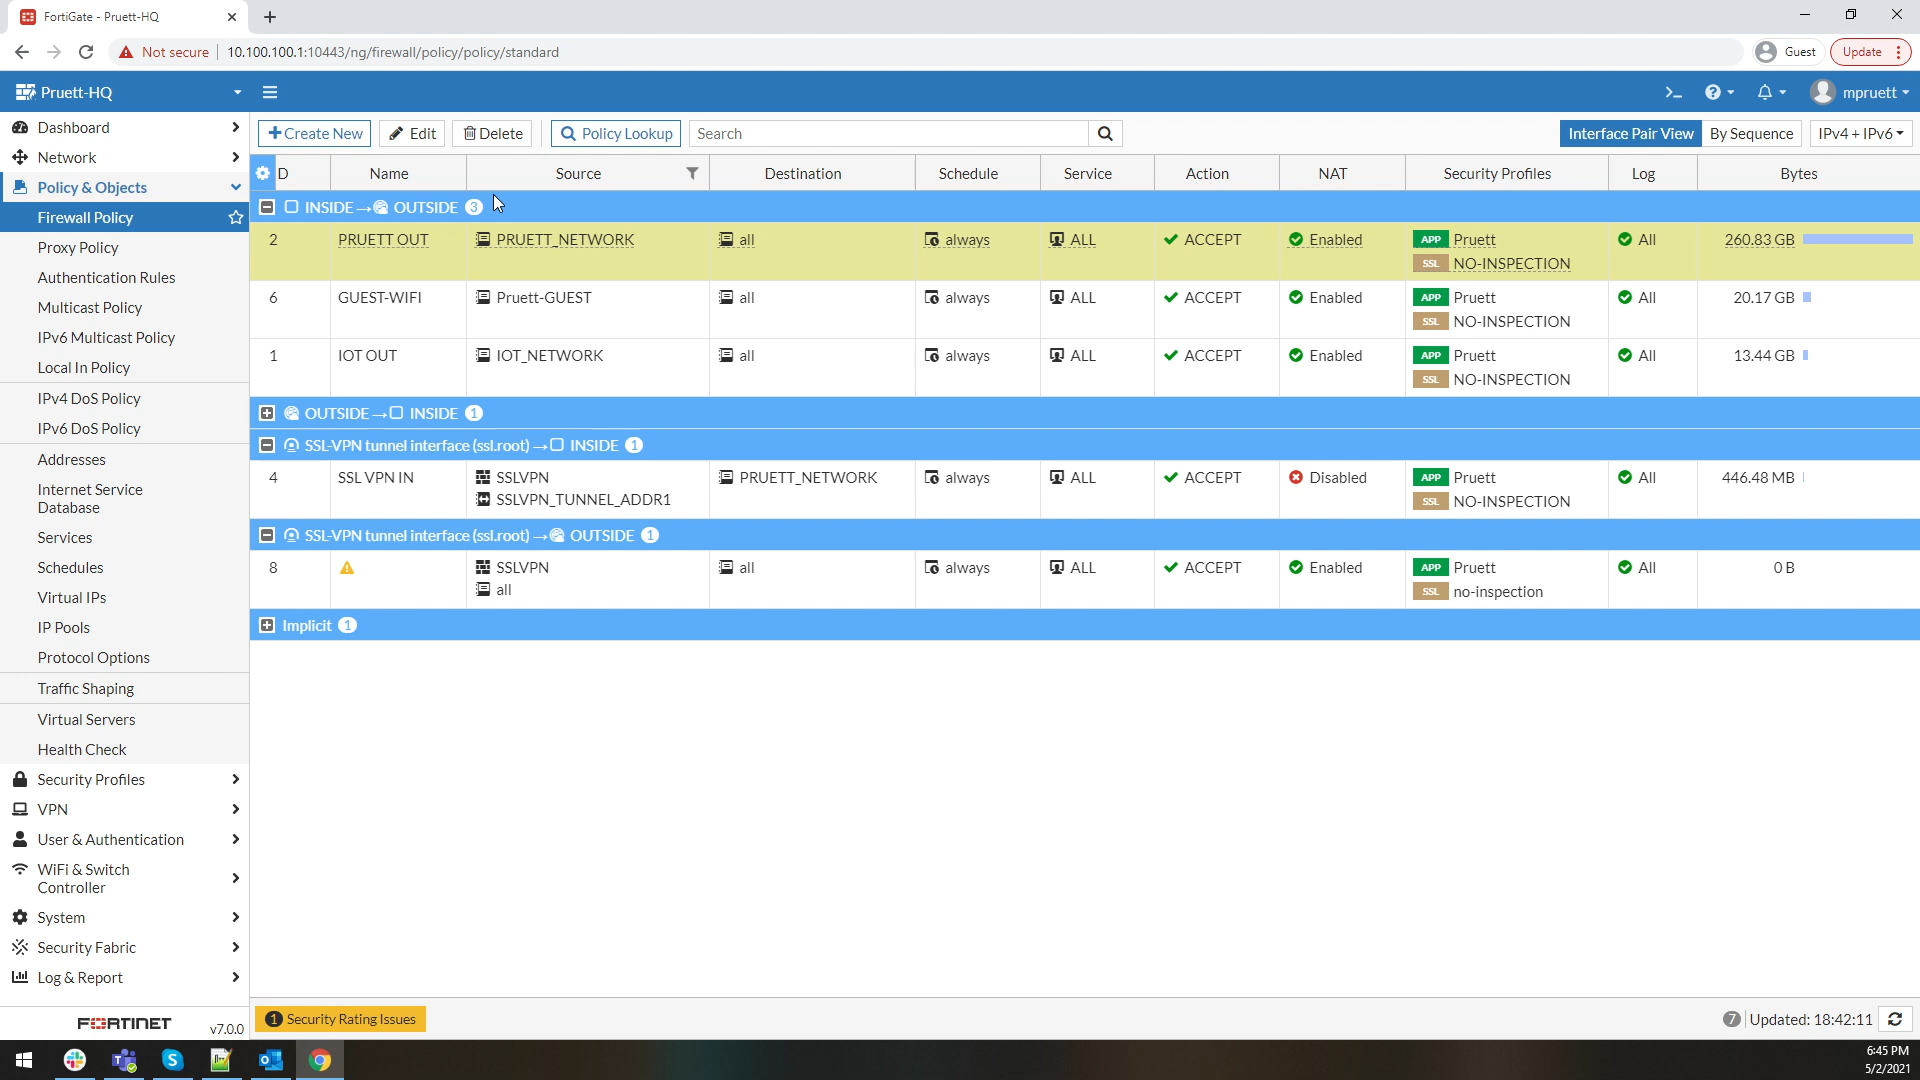 FortiGate - Pruett-HQ
Not secure 10.100.100.1:10443/ng/firewall/policy/policy/standard Guest Update
Pruett-HQ mpruett
Dashboard
Network
Policy & Objects
Firewall Policy
Proxy Policy
Authentication Rules
Multicast Policy
IPv6 Multicast Policy
Local In Policy
IPv4 DoS Policy
IPv6 DoS Policy
Addresses
Internet Service
Database
Services
Schedules
Virtual IPs
IP Pools
Protocol Options
Traffic Shaping
Virtual Servers
Health Check
Security Profiles
VPN
User & Authentication
WiFi & Switch
Controller
System
Security Fabric
Log & Report
FORTINET v7.0.0
Create New Edit Delete Policy Lookup Search Interface Pair View By Sequence IPv4 + IPv6
D Name Source Destination Schedule Service Action NAT Security Profiles Log Bytes
INSIDE → OUTSIDE 3
2 PRUETT OUT PRUETT_NETWORK all always ALL ACCEPT Enabled APP Pruett All 260.83 GB
SSL NO-INSPECTION
6 GUEST-WIFI Pruett-GUEST all always ALL ACCEPT Enabled APP Pruett All 20.17 GB
SSL NO-INSPECTION
1 IOT OUT IOT_NETWORK all always ALL ACCEPT Enabled APP Pruett All 13.44 GB
SSL NO-INSPECTION
OUTSIDE → INSIDE 1
SSL-VPN tunnel interface (ssl.root) → INSIDE 1
4 SSL VPN IN SSLVPN PRUETT_NETWORK always ALL ACCEPT Disabled APP Pruett All 446.48 MB
SSLVPN_TUNNEL_ADDR1 SSL NO-INSPECTION
SSL-VPN tunnel interface (ssl.root) → OUTSIDE 1
8 SSLVPN all always ALL ACCEPT Enabled APP Pruett All 0 B
all SSL no-inspection
Implicit 1
1 Security Rating Issues 7 Updated: 18:42:11
6:45 PM
5/2/2021